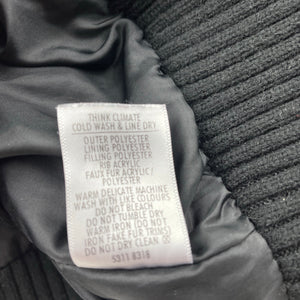 THINK CLIMATE
COLD WASH & LINE DRY
OUTER POLYESTER
LINING POLYESTER
FILLING POLYESTER
RIB ACRYLIC
FAUX FUR ACRYLIC /
POLYESTER
WARM DELICATE MACHINE
WASH WITH LIKE COLOURS
DO NOT BLEACH
DO NOT TUMBLE DRY
WARM IRON (DO NOT
IRON FAKE FUR TRIMS)
DO NOT DRY CLEAN
5311 8318